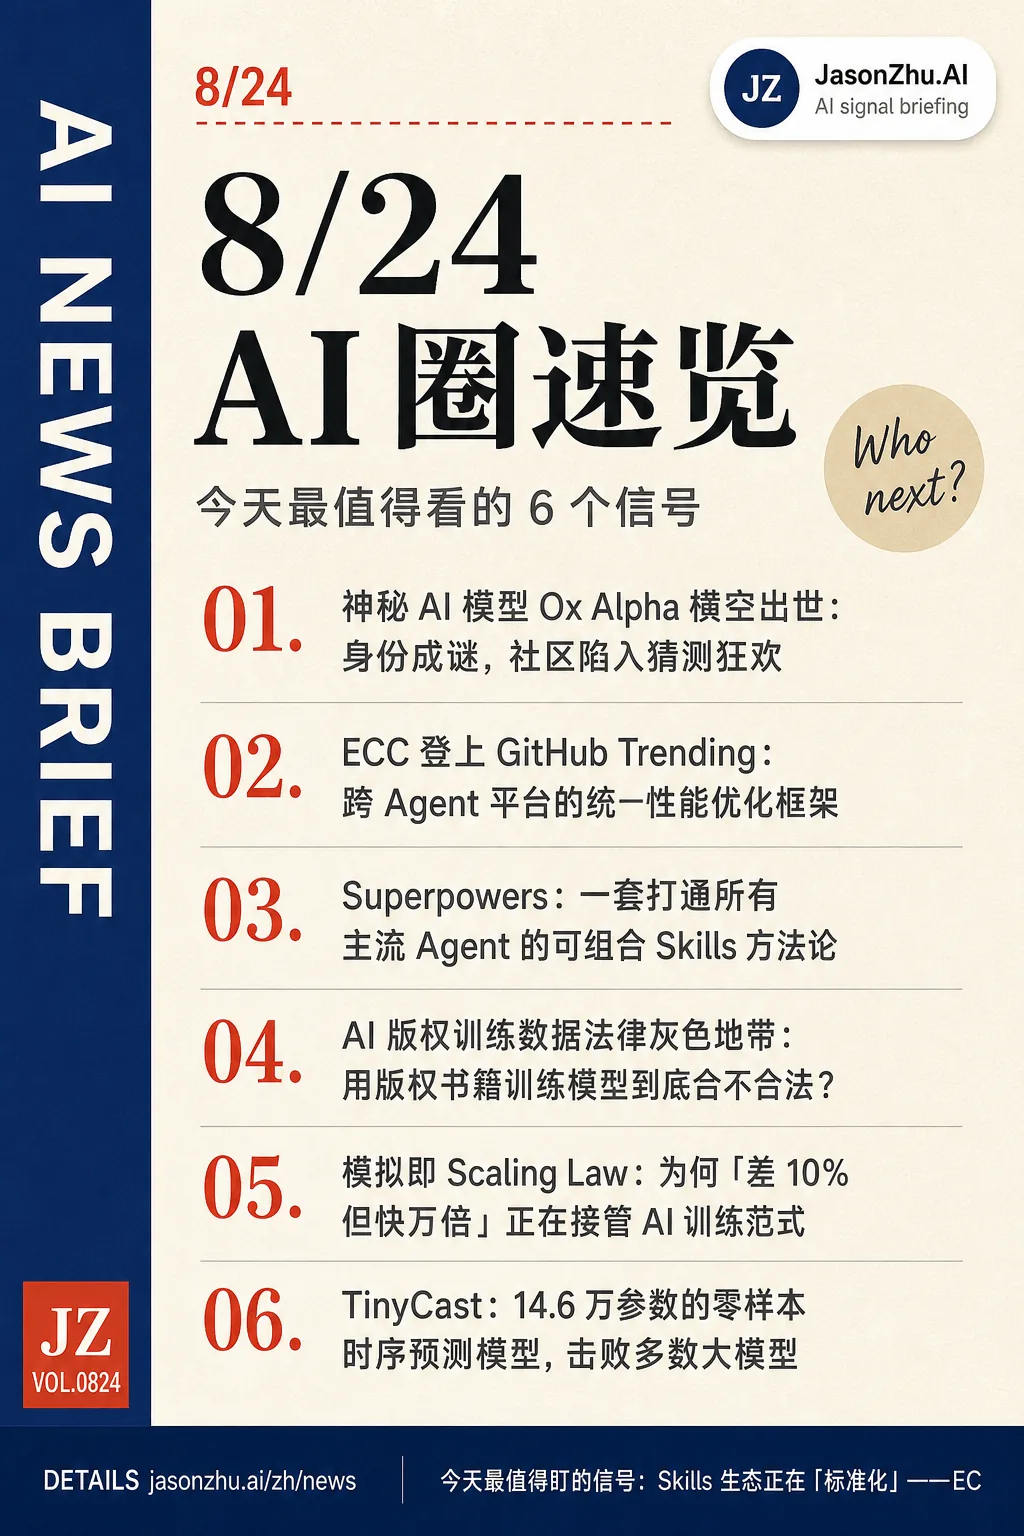 AI NEWS BRIEF
8/24
JZ
JasonZhu.AI
AI signal briefing
8/24
AI 圈速览
Who
next?
今天最值得看的 6 个信号
01.
神秘 AI 模型 Ox Alpha 横空出世：
身份成谜，社区陷入猜测狂欢
02.
ECC 登上 GitHub Trending：
跨 Agent 平台的统一性能优化框架
03.
Superpowers：一套打通所有
主流 Agent 的可组合 Skills 方法论
04.
AI 版权训练数据法律灰色地带：
用版权书籍训练模型到底合不合法？
05.
模拟即 Scaling Law：为何「差 10%
但快万倍」正在接管 AI 训练范式
06.
TinyCast：14.6 万参数的零样本
时序预测模型，击败多数大模型
JZ
VOL.0824
DETAILS jasonzhu.ai/zh/news
今天最值得盯的信号：Skills 生态正在「标准化」——EC